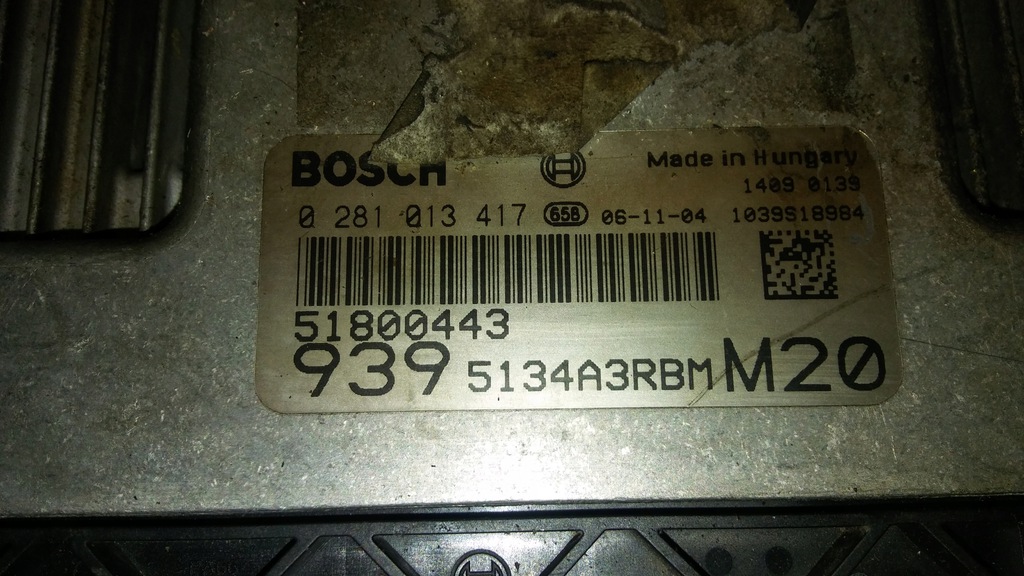 BOSCH Made in Hungary
1409 0139
0 281 013 417 658 06-11-04 1039S18984
51800443
939 5134A3RBM M20